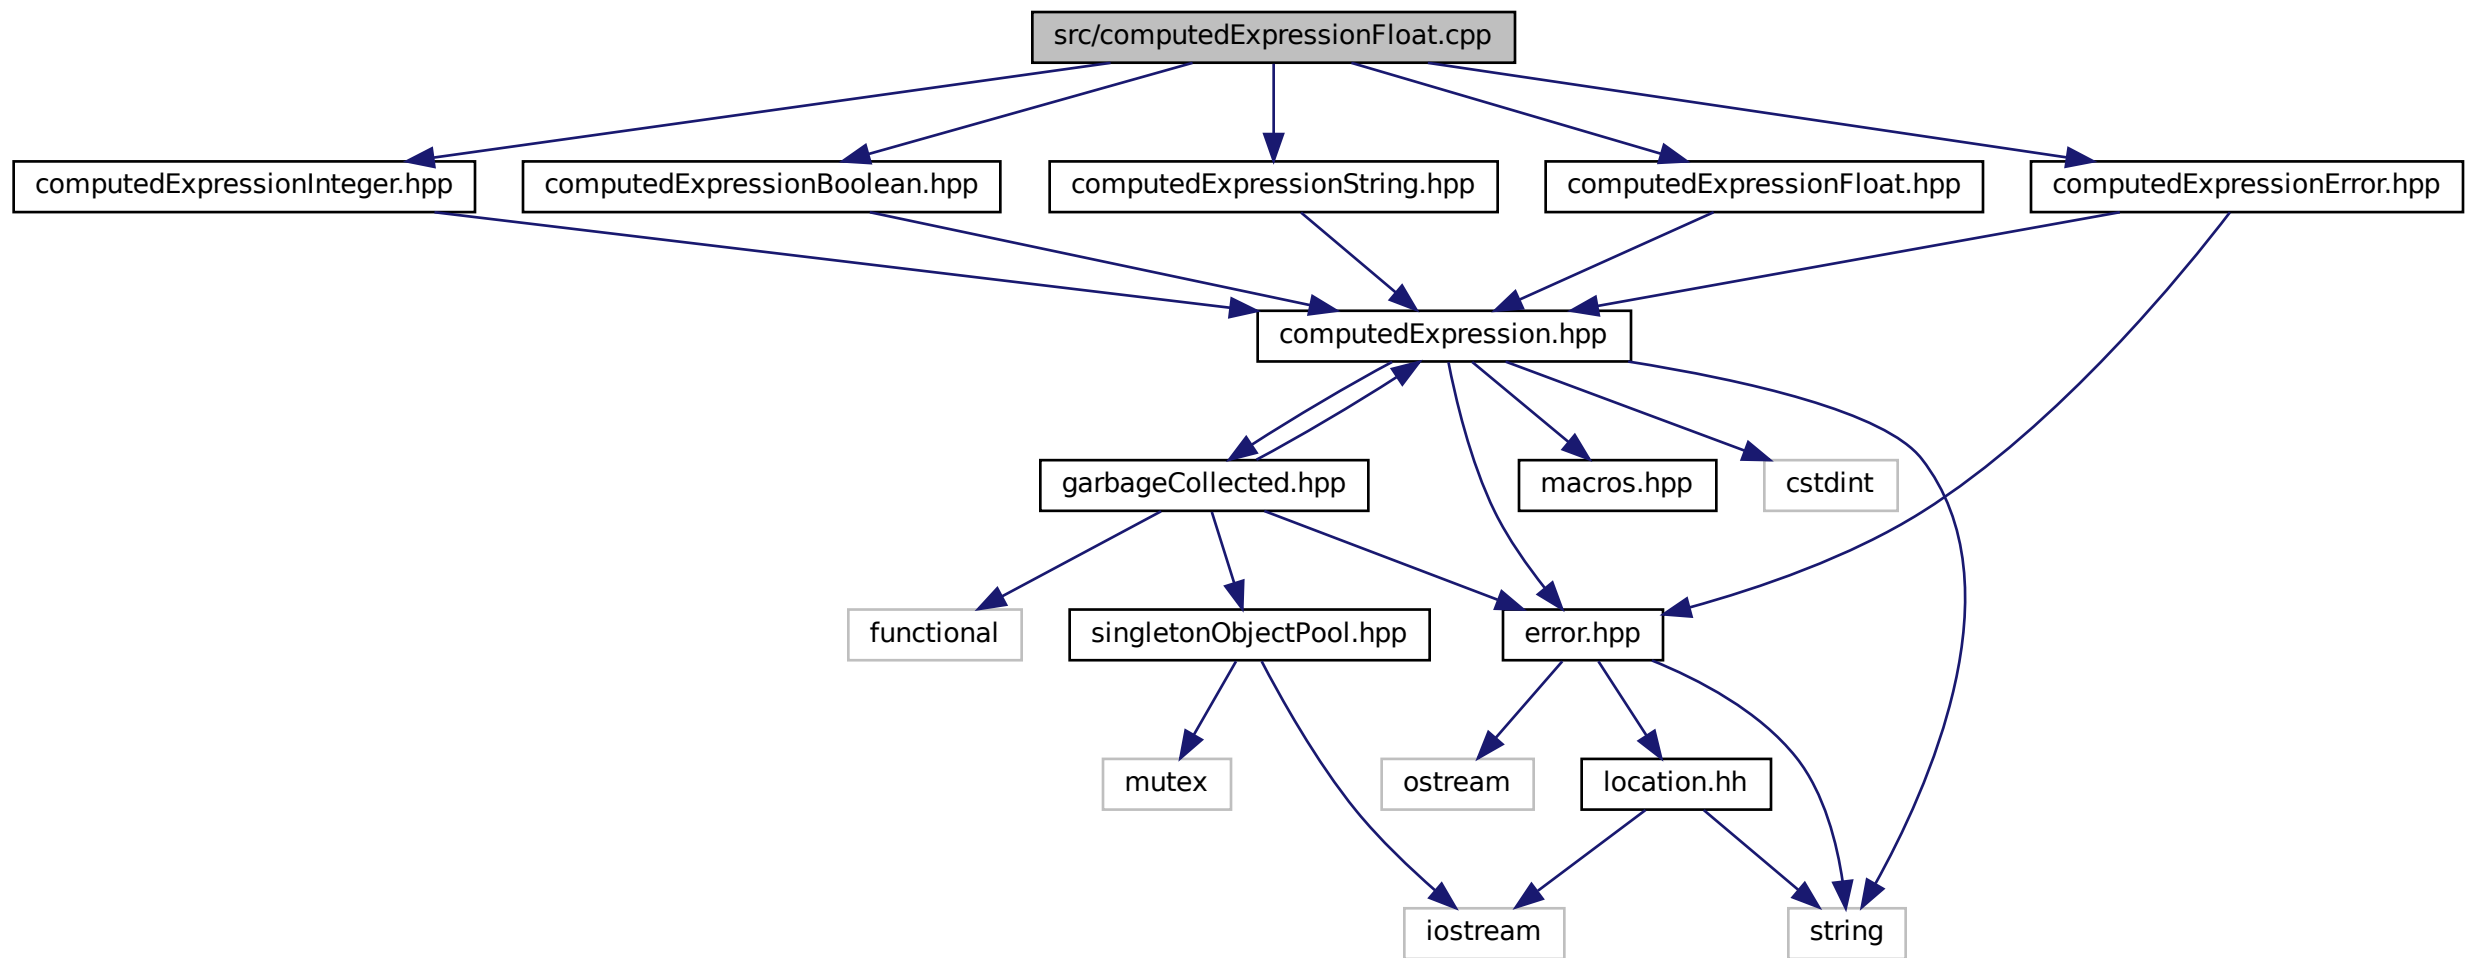 src/computedExpressionFloat.cpp
computedExpressionInteger.hpp
computedExpressionBoolean.hpp
computedExpressionString.hpp
computedExpressionFloat.hpp
computedExpressionError.hpp
computedExpression.hpp
garbageCollected.hpp
macros.hpp
cstdint
functional
singletonObjectPool.hpp
error.hpp
mutex
ostream
location.hh
iostream
string